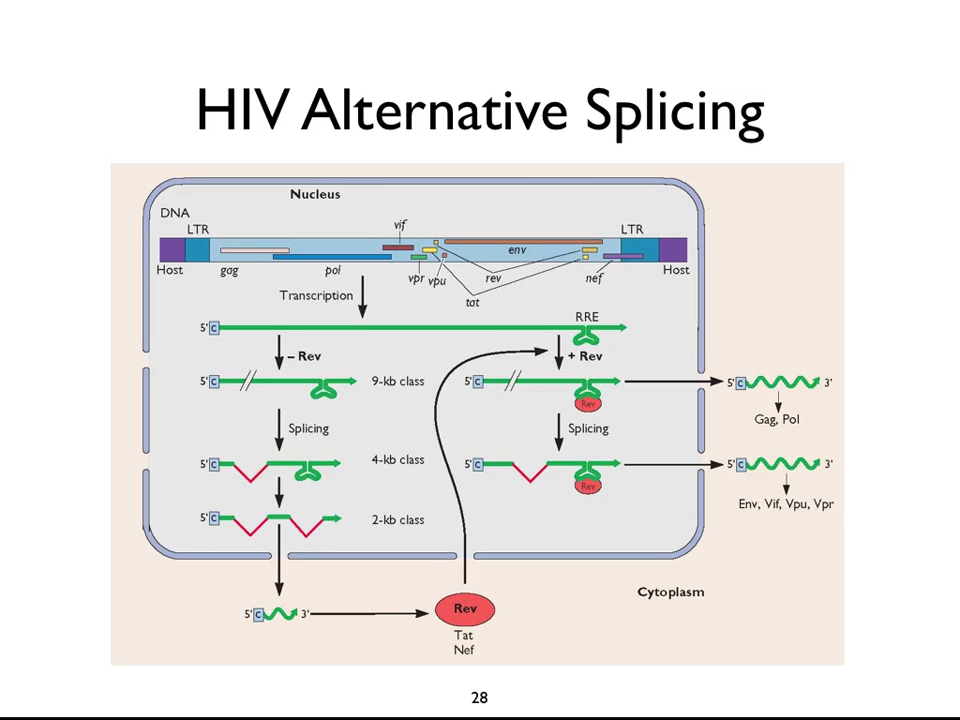 HIV Alternative Splicing
Nucleus
DNA
LTR
vif
LTR
env
Host
gag
pol
vpr
vpu
rev
nef
Host
tat
Transcription
RRE
5' C
– Rev
+ Rev
5' C
9-kb class
5' C
Rev
5' C
3'
Gag, Pol
Splicing
Splicing
5' C
4-kb class
5' C
Rev
5' C
3'
Env, Vif, Vpu, Vpr
5' C
2-kb class
Cytoplasm
5' C
3'
Rev
Tat
Nef
28